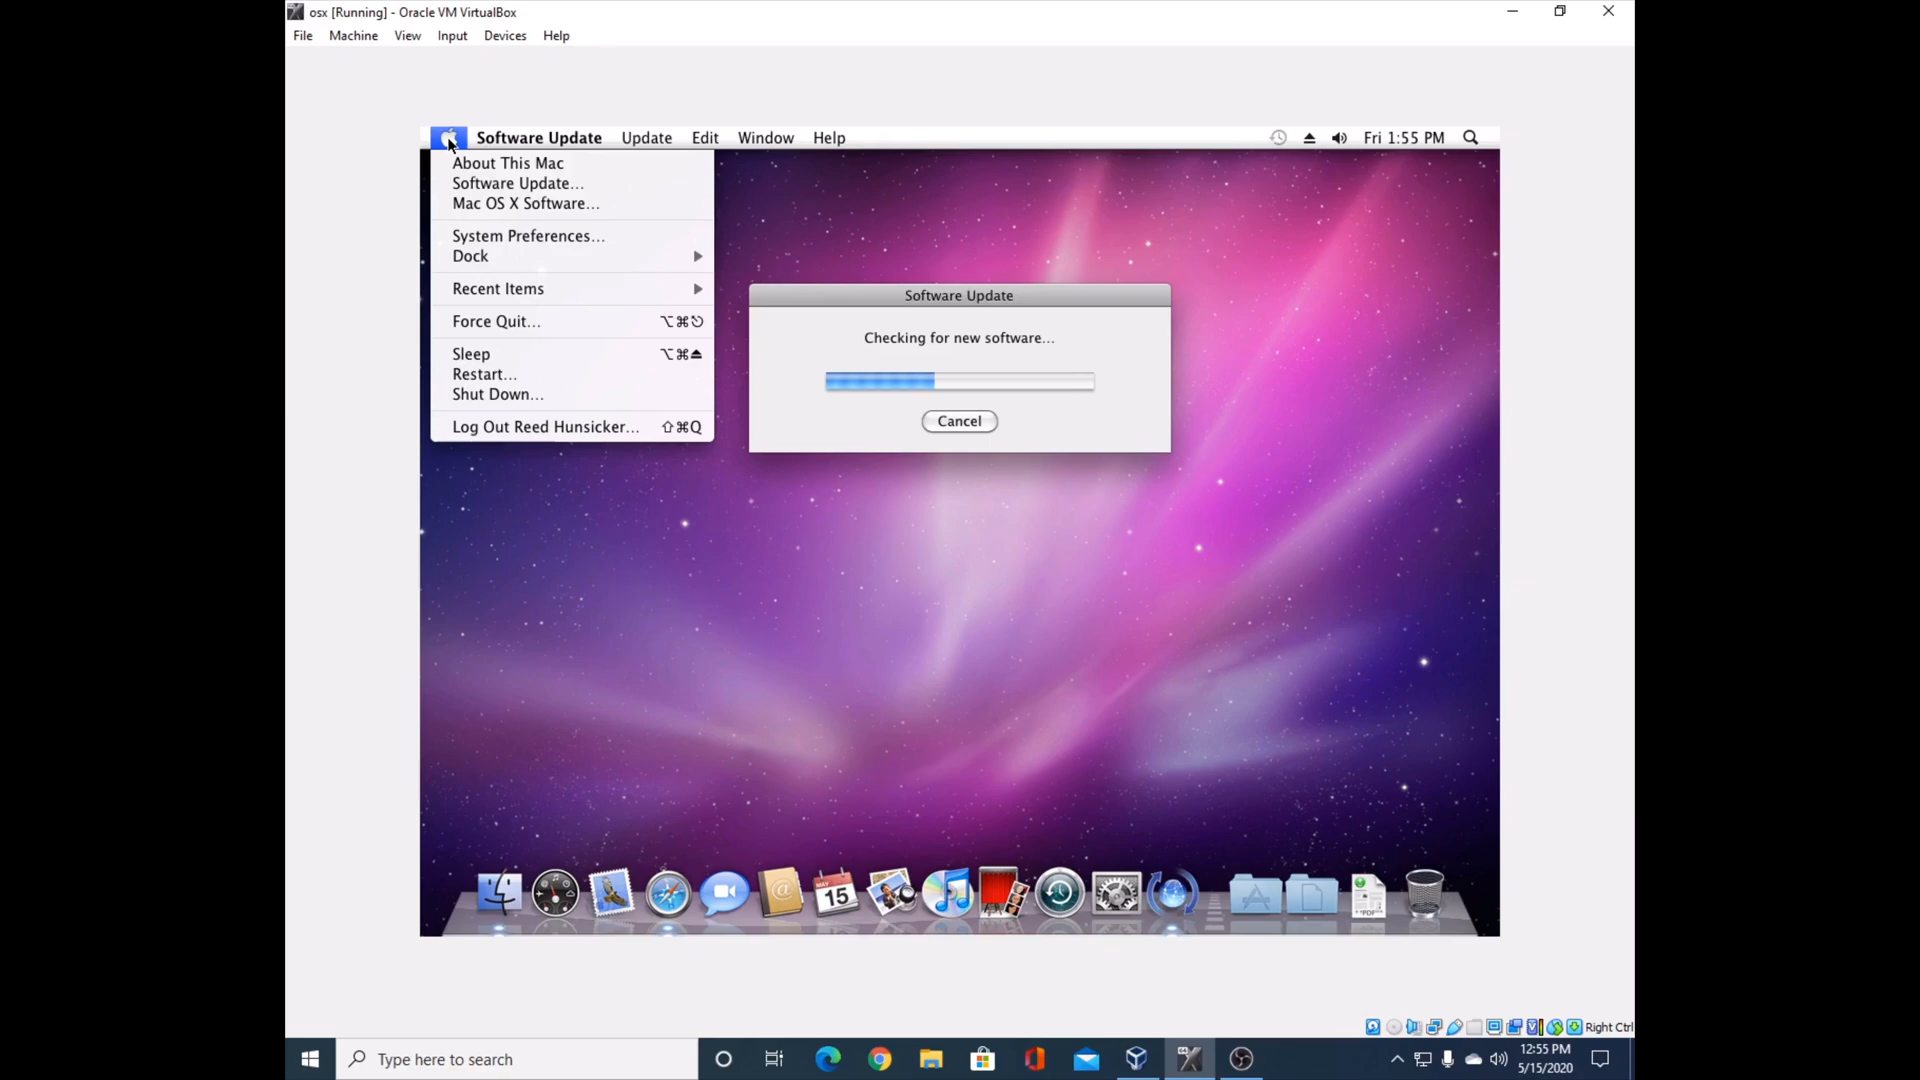 osx [Running] - Oracle VM VirtualBox
File Machine View Input Devices Help
Software Update Update Edit Window Help Fri 1:55 PM
About This Mac
Software Update...
Mac OS X Software...
System Preferences...
Dock
Recent Items
Force Quit... ⌥⌘⎋
Sleep ⌥⌘⏏
Restart...
Shut Down...
Log Out Reed Hunsicker... ⇧⌘Q
Software Update
Checking for new software...
Cancel
MAY
15
PDF
Right Ctrl
Type here to search
12:55 PM
5/15/2020